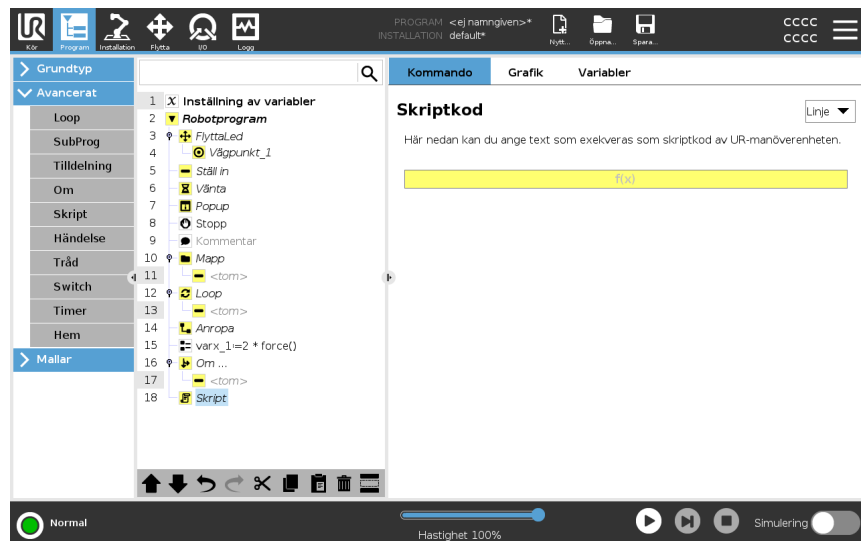 UR
Kör
Program
Installation
Flytta
I/O
Logg
PROGRAM <ej namngiven>*
INSTALLATION default*
Nytt...
Öppna...
Spara...
cccc
cccc
Grundtyp
Avancerat
Loop
SubProg
Tilldelning
Om
Skript
Händelse
Tråd
Switch
Timer
Hem
Mallar
1 X Inställning av variabler
2 Robotprogram
3 FlyttaLed
4 Vägpunkt_1
5 Ställ in
6 Vänta
7 Popup
8 Stopp
9 Kommentar
10 Mapp
11 <tom>
12 Loop
13 <tom>
14 Anropa
15 varx_1:=2 * force()
16 Om ...
17 <tom>
18 Skript
Kommando Grafik Variabler
Skriptkod
Linje
Här nedan kan du ange text som exekveras som skriptkod av UR-manöverenheten.
f(x)
Normal
Hastighet 100%
Simulering